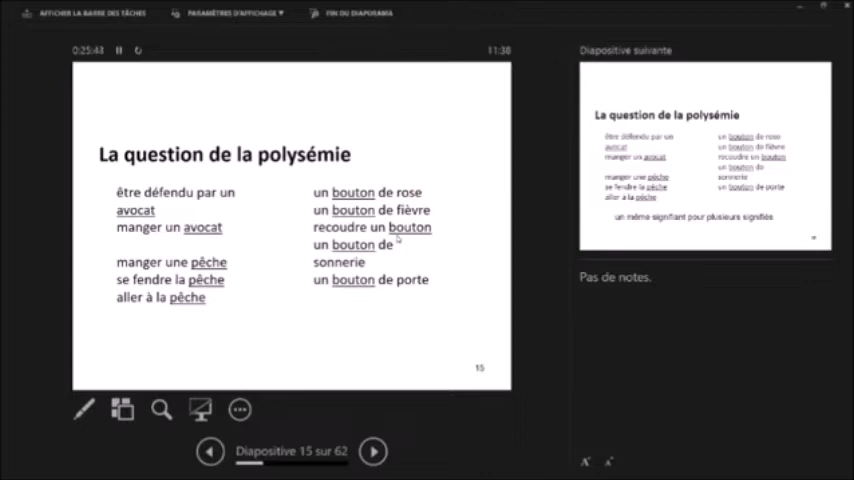 AFFICHER LA BARRE DES TÂCHES
PARAMÈTRES D'AFFICHAGE ▼
FIN DU DIAPORAMA
0:25:43
11:38
La question de la polysémie
être défendu par un
avocat
manger un avocat
manger une pêche
se fendre la pêche
aller à la pêche
un bouton de rose
un bouton de fièvre
recoudre un bouton
un bouton de
sonnerie
un bouton de porte
15
Diapositive 15 sur 62
Diapositive suivante
La question de la polysémie
être défendu par un
avocat
manger un avocat
manger une pêche
se fendre la pêche
aller à la pêche
un bouton de rose
un bouton de fièvre
recoudre un bouton
un bouton de
sonnerie
un bouton de porte
un même signifiant pour plusieurs signifiés
Pas de notes.
A
A